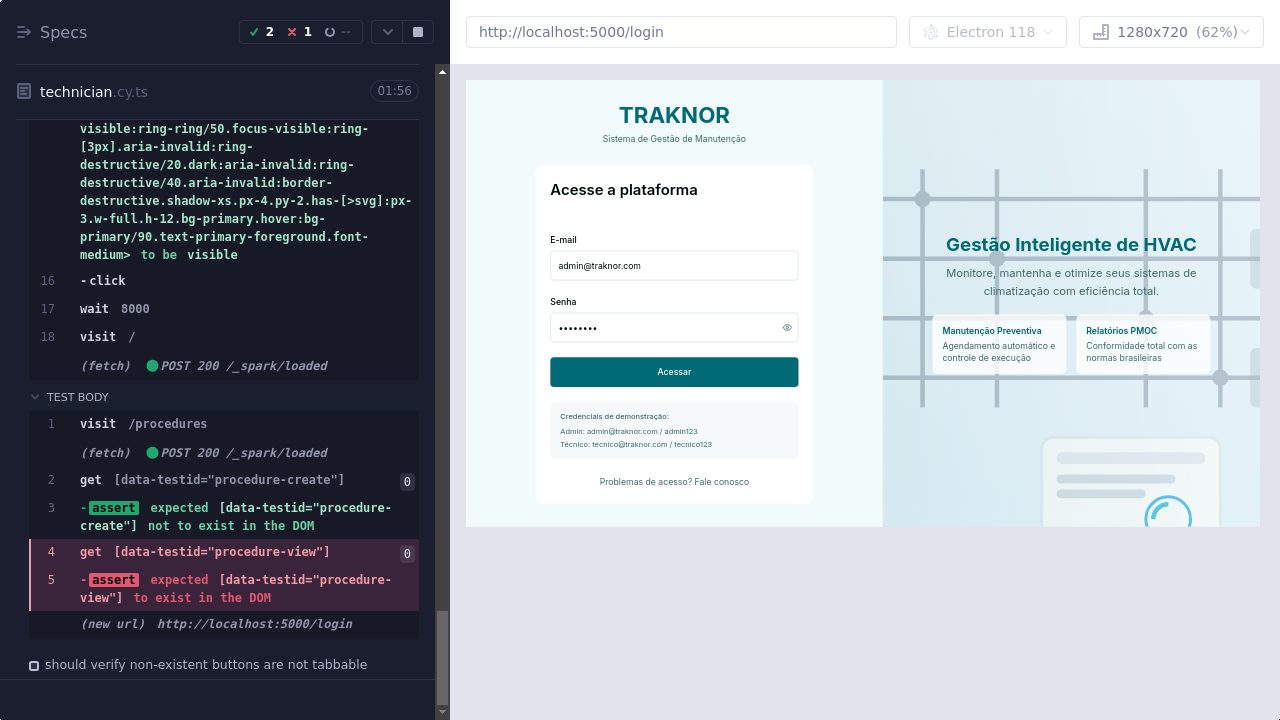 Specs
2
1
--
technician.cy.ts
01:56
visible:ring-ring/50.focus-visible:ring-
[3px].aria-invalid:ring-
destructive/20.dark:aria-invalid:ring-
destructive/40.aria-invalid:border-
destructive.shadow-xs.px-4.py-2.has-[>svg]:px-
3.w-full.h-12.bg-primary.hover:bg-
primary/90.text-primary-foreground.font-
medium> to be visible
16 -click
17 wait 8000
18 visit /
(fetch) POST 200 /_spark/loaded
TEST BODY
1 visit /procedures
(fetch) POST 200 /_spark/loaded
2 get [data-testid="procedure-create"] 0
3 -assert expected [data-testid="procedure-
create"] not to exist in the DOM
4 get [data-testid="procedure-view"] 0
5 -assert expected [data-testid="procedure-
view"] to exist in the DOM
(new url) http://localhost:5000/login
should verify non-existent buttons are not tabbable
http://localhost:5000/login
Electron 118
1280x720 (62%)
TRAKNOR
Sistema de Gestão de Manutenção
Acesse a plataforma
E-mail
admin@traknor.com
Senha
••••••••
Acessar
Credenciais de demonstração:
Admin: admin@traknor.com / admin123
Técnico: tecnico@traknor.com / tecnico123
Problemas de acesso? Fale conosco
Gestão Inteligente de HVAC
Monitore, mantenha e otimize seus sistemas de
climatização com eficiência total.
Manutenção Preventiva
Agendamento automático e
controle de execução
Relatórios PMOC
Conformidade total com as
normas brasileiras